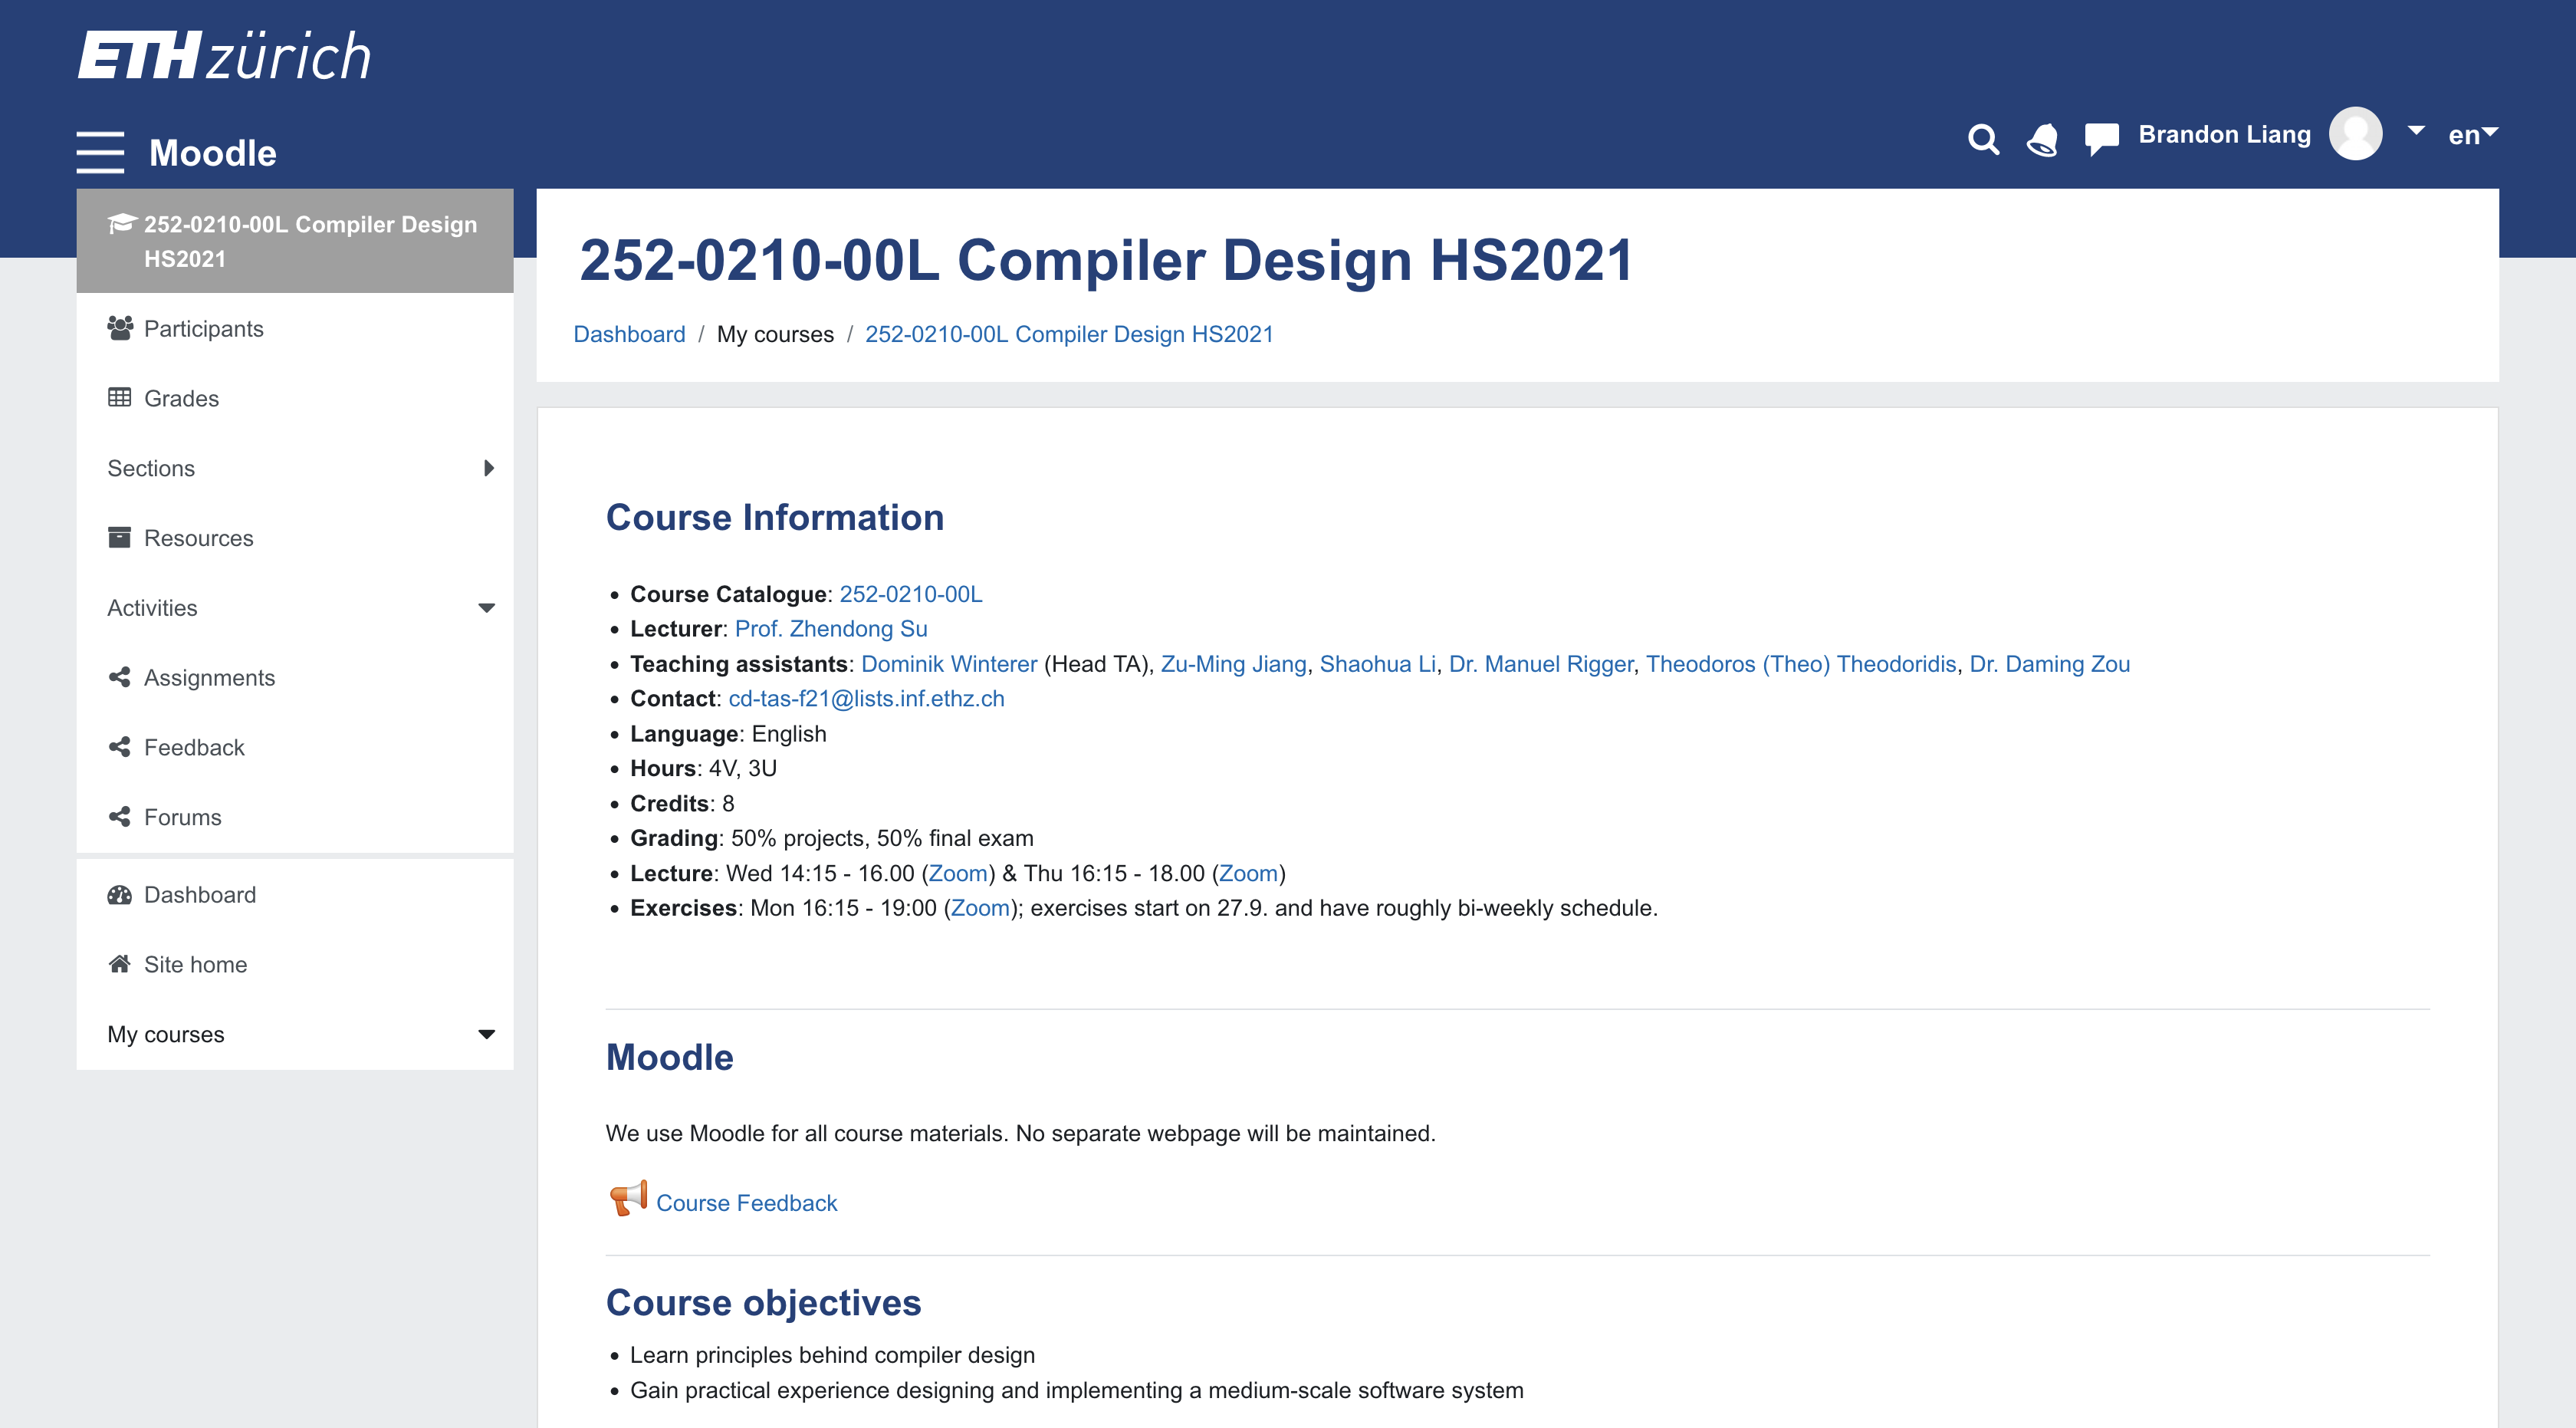 ETH zürich
Moodle
Brandon Liang
en
252-0210-00L Compiler Design
HS2021
Participants
Grades
Sections
Resources
Activities
Assignments
Feedback
Forums
Dashboard
Site home
My courses
252-0210-00L Compiler Design HS2021
Dashboard / My courses / 252-0210-00L Compiler Design HS2021
Course Information
Course Catalogue: 252-0210-00L
Lecturer: Prof. Zhendong Su
Teaching assistants: Dominik Winterer (Head TA), Zu-Ming Jiang, Shaohua Li, Dr. Manuel Rigger, Theodoros (Theo) Theodoridis, Dr. Daming Zou
Contact: cd-tas-f21@lists.inf.ethz.ch
Language: English
Hours: 4V, 3U
Credits: 8
Grading: 50% projects, 50% final exam
Lecture: Wed 14:15 - 16.00 (Zoom) & Thu 16:15 - 18.00 (Zoom)
Exercises: Mon 16:15 - 19:00 (Zoom); exercises start on 27.9. and have roughly bi-weekly schedule.
Moodle
We use Moodle for all course materials. No separate webpage will be maintained.
Course Feedback
Course objectives
Learn principles behind compiler design
Gain practical experience designing and implementing a medium-scale software system